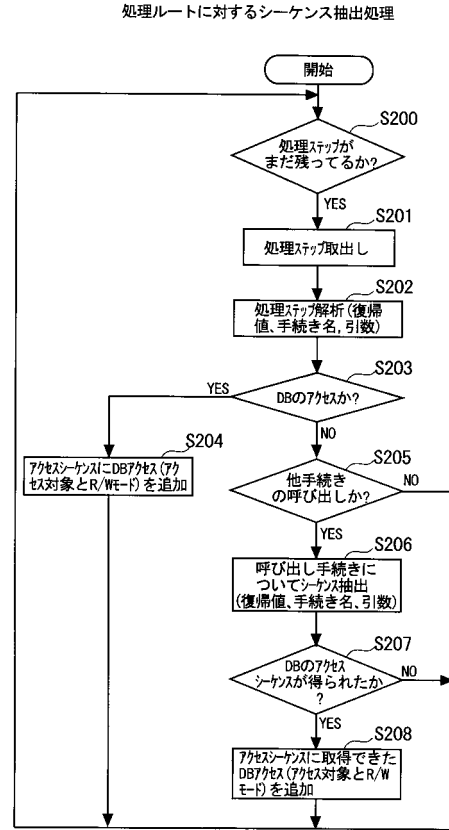 処理ルートに対するシーケンス抽出処理
開始
S200
処理ステップが
まだ残ってるか?
YES
S201
処理ステップ取出し
S202
処理ステップ解析(復帰
値、手続き名,引数)
S203
YES
DBのアクセスか?
NO
S204
アクセスシーケンスにDBアクセス(アク
セス対象とR/Wモード)を追加
S205
他手続き
の呼び出しか?
NO
YES
S206
呼び出し手続きに
ついてシーケンス抽出
(復帰値、手続き名、引数)
S207
DBのアクセス
シーケンスが得られたか
?
NO
YES
S208
アクセスシーケンスに取得できた
DBアクセス(アクセス対象とR/W
モード)を追加